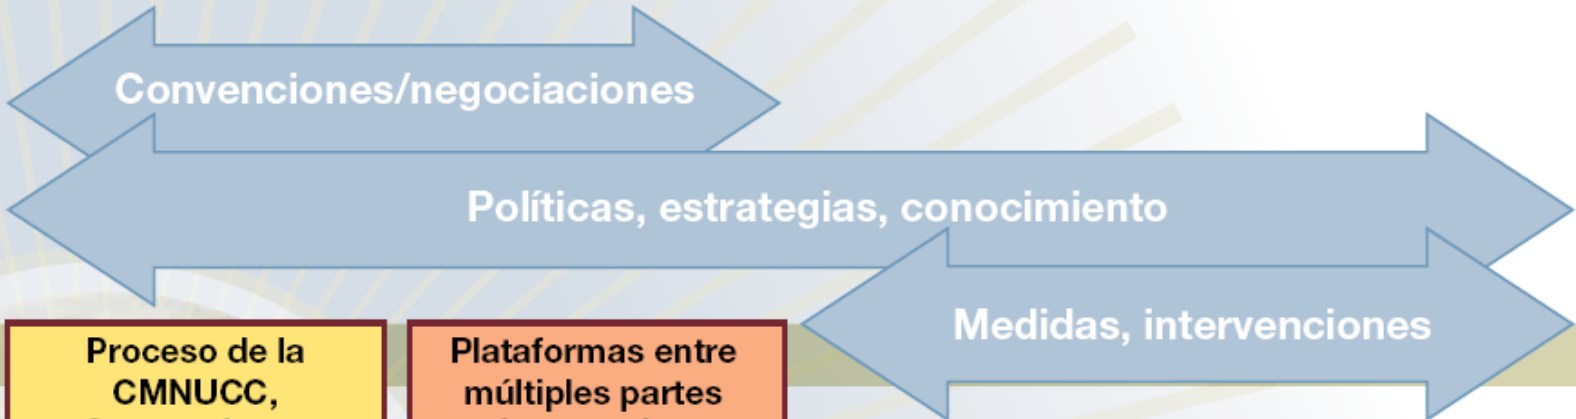 Convenciones/negociaciones
Políticas, estrategias, conocimiento
Medidas, intervenciones
Proceso de la
CMNUCC,
Plataformas entre
múltiples partes